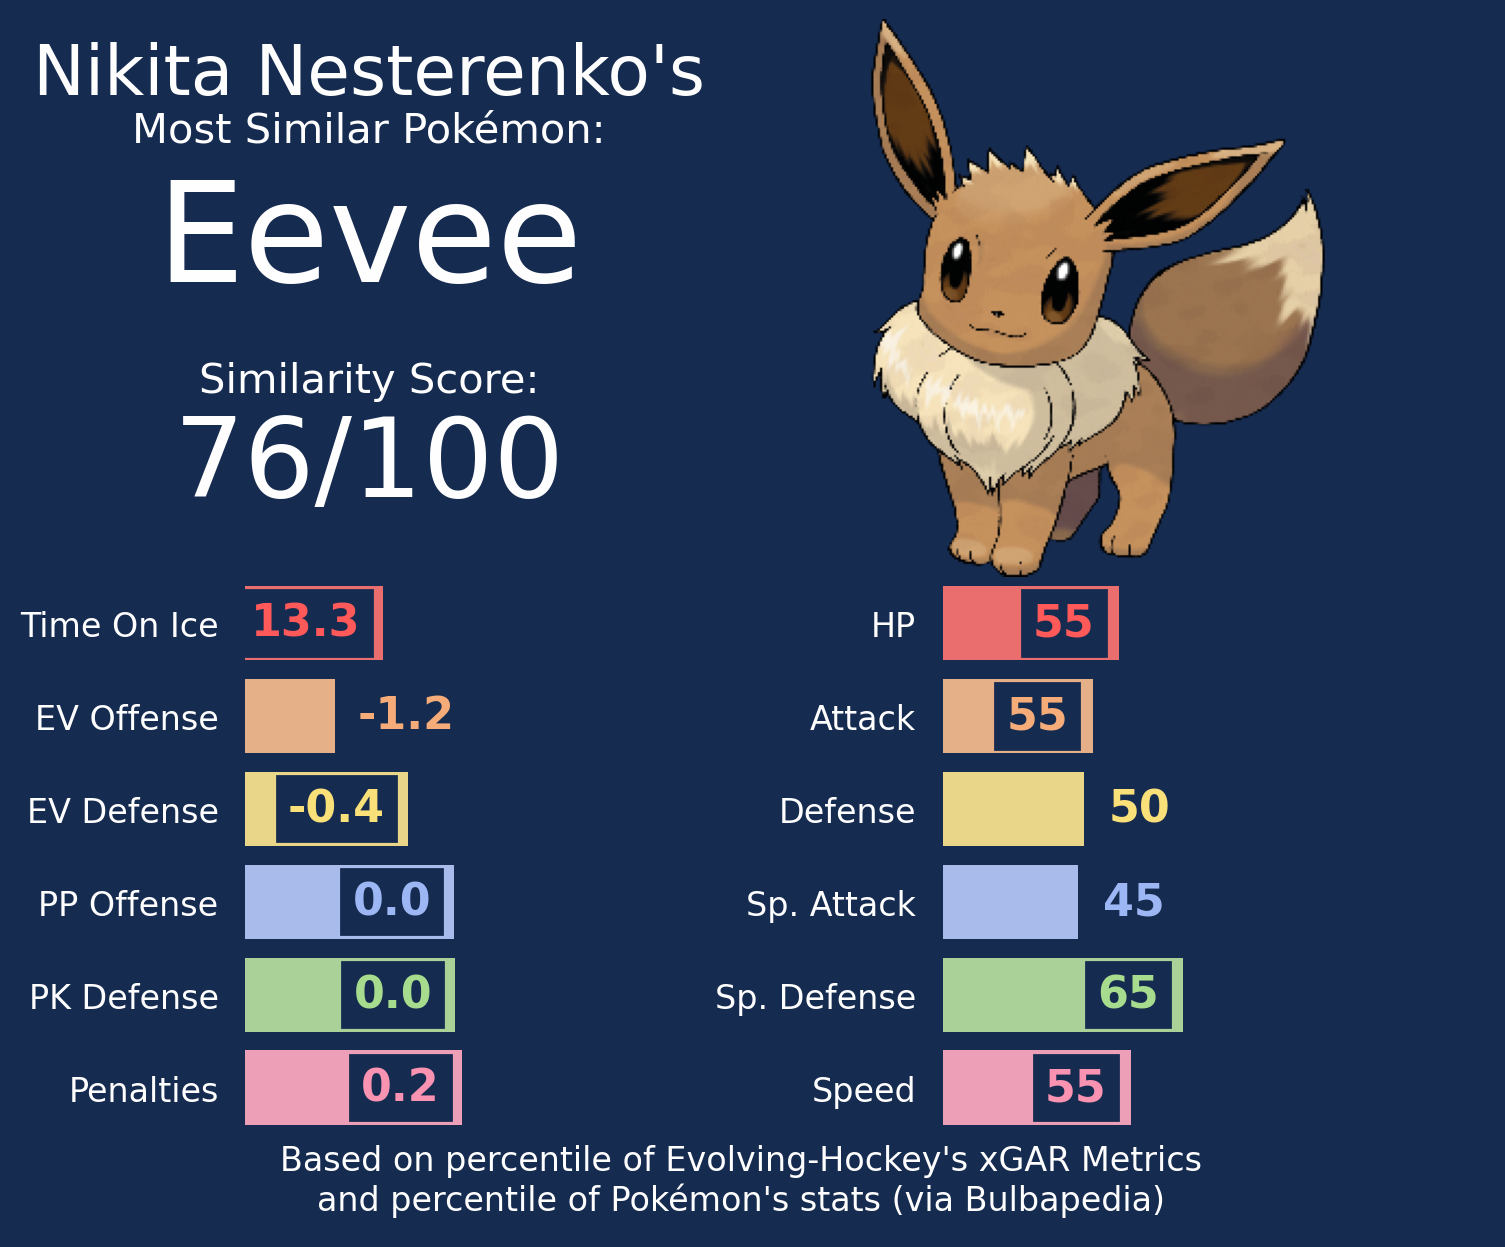 Nikita Nesterenko's
Most Similar Pokémon:
Eevee
Similarity Score:
76/100
Time On Ice 13.3
EV Offense -1.2
EV Defense -0.4
PP Offense 0.0
PK Defense 0.0
Penalties 0.2
HP 55
Attack 55
Defense 50
Sp. Attack 45
Sp. Defense 65
Speed 55
Based on percentile of Evolving-Hockey's xGAR Metrics
and percentile of Pokémon's stats (via Bulbapedia)